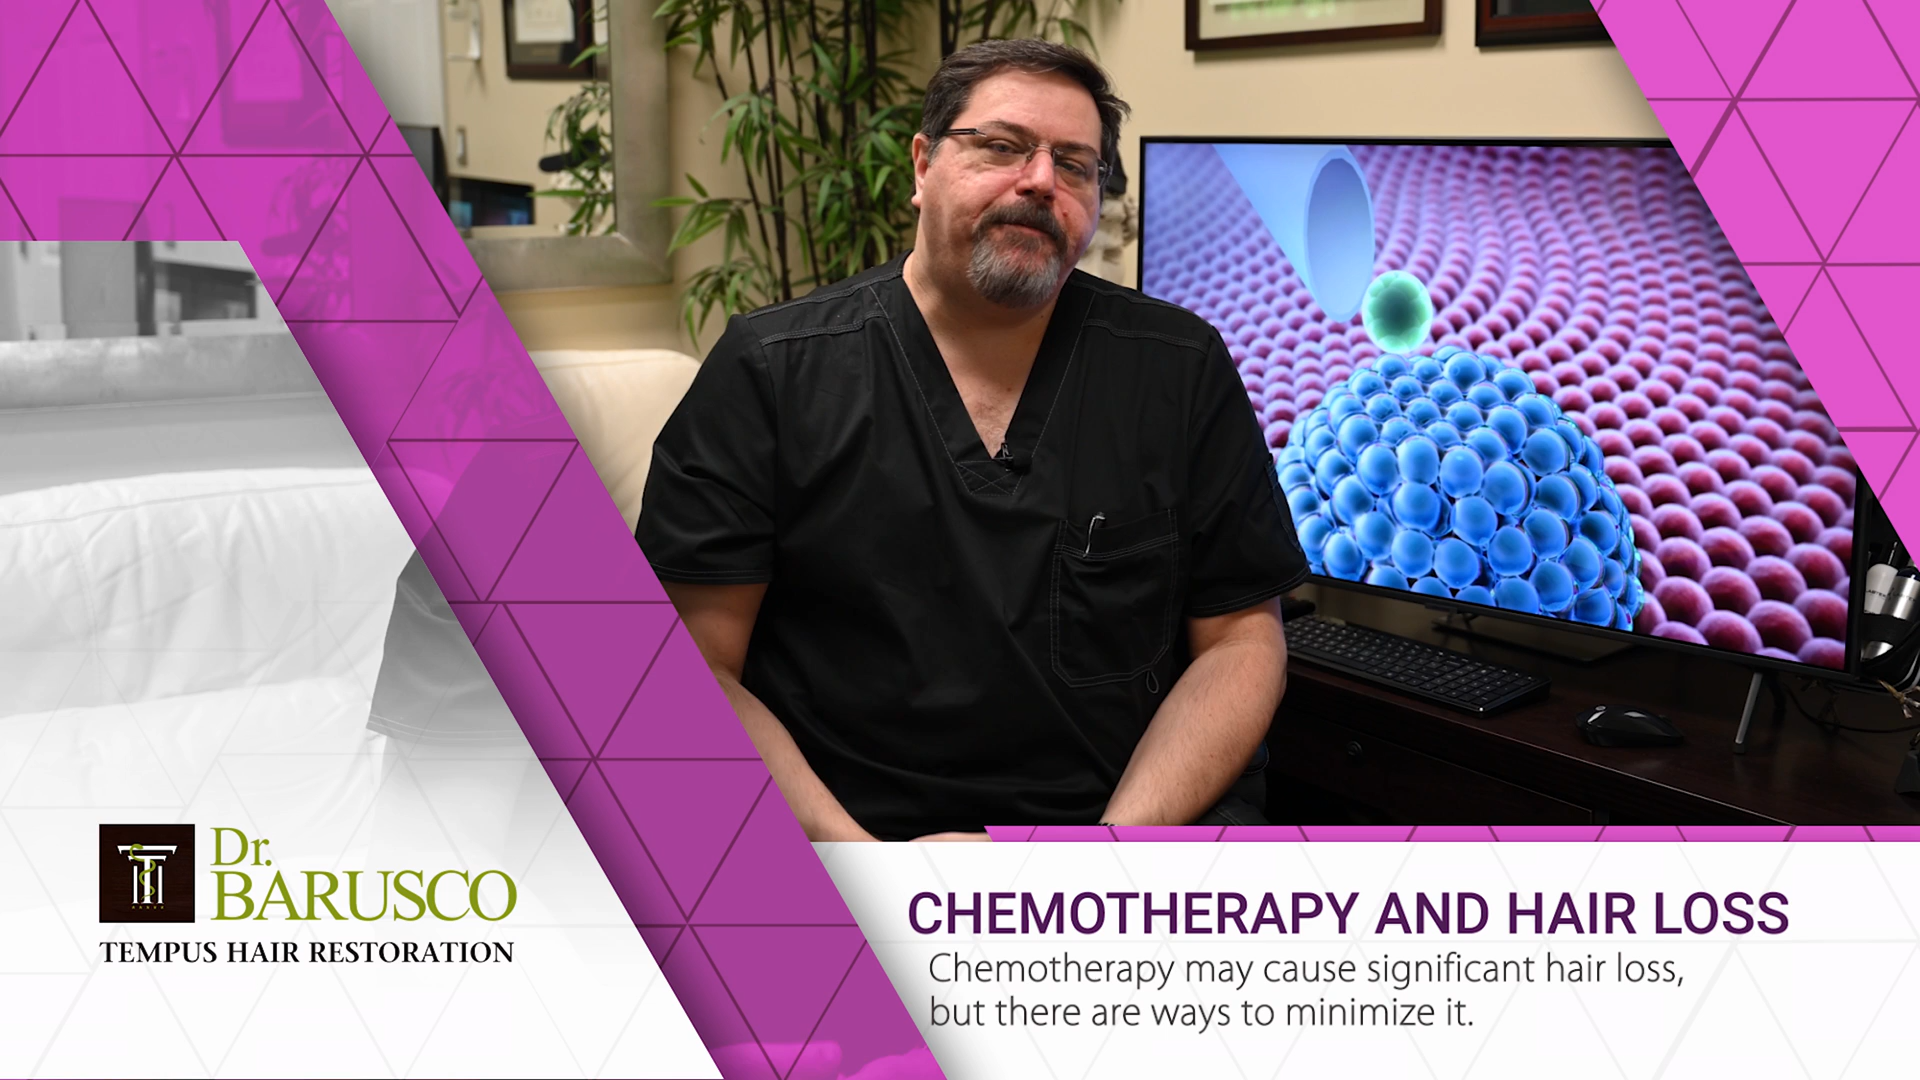 Dr.
BARUSCO
TEMPUS HAIR RESTORATION
CHEMOTHERAPY AND HAIR LOSS
Chemotherapy may cause significant hair loss,
but there are ways to minimize it.